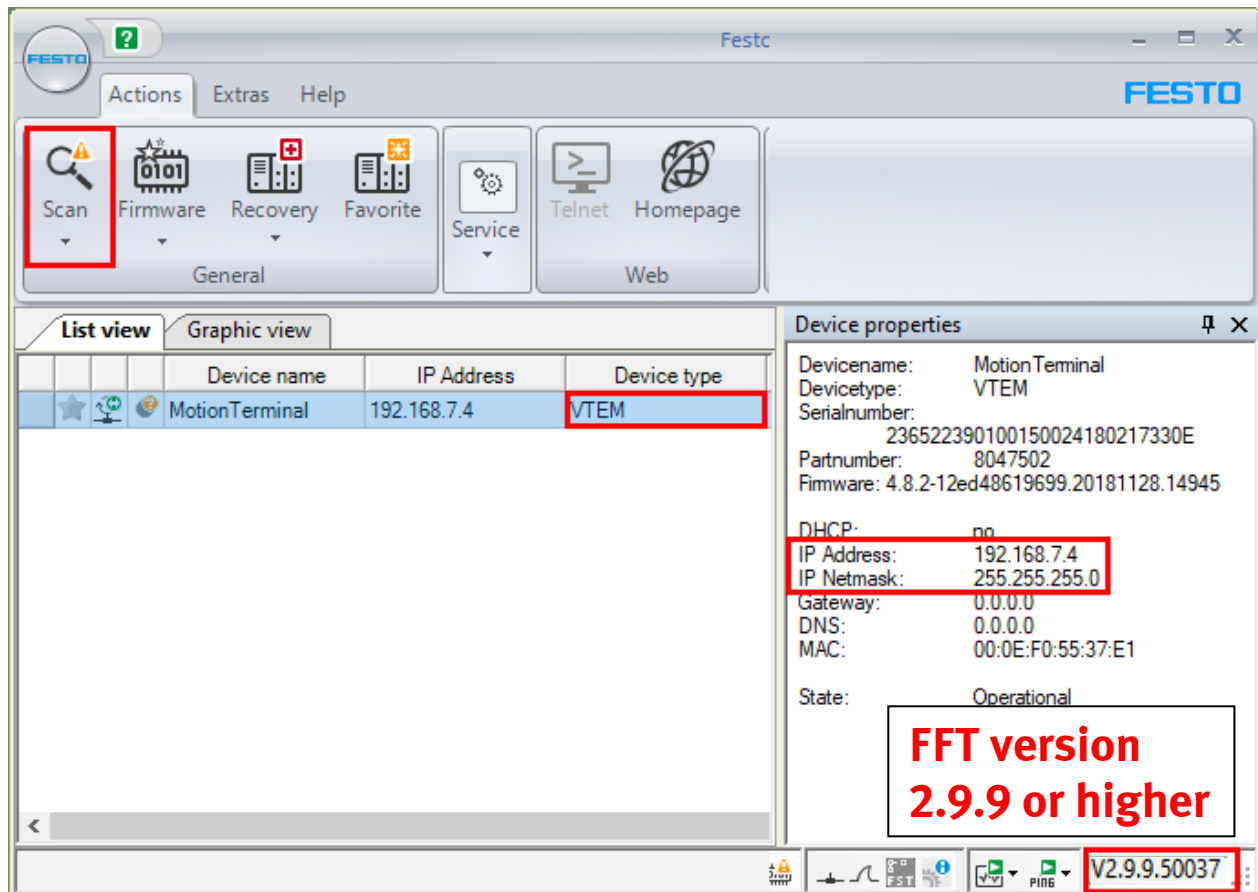 FESTO
?
Festc
Actions Extras Help
FESTO
0101
Scan Firmware Recovery Favorite Service Telnet Homepage
General Web
List view Graphic view
Device name IP Address Device type
MotionTerminal 192.168.7.4 VTEM
Device properties
Devicename: MotionTerminal
Devicetype: VTEM
Serialnumber:
236522390100150024180217330E
Partnumber: 8047502
Firmware: 4.8.2-12ed48619699.20181128.14945
DHCP: no
IP Address: 192.168.7.4
IP Netmask: 255.255.255.0
Gateway: 0.0.0.0
DNS: 0.0.0.0
MAC: 00:0E:F0:55:37:E1
State: Operational
FFT version
2.9.9 or higher
FST PING V2.9.9.50037